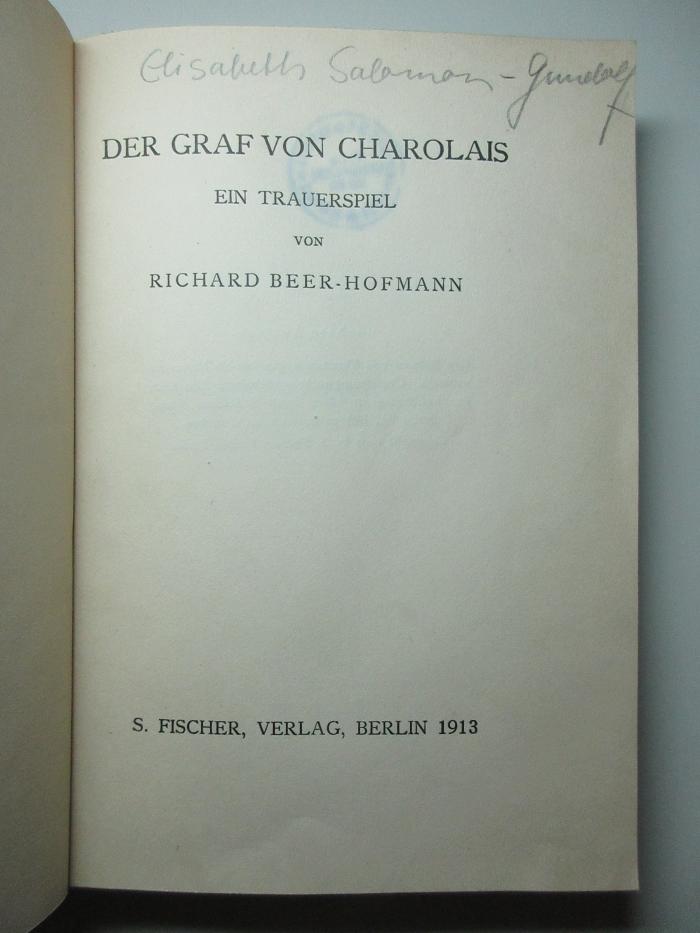 Elisabeth Salomon - Gundolf
DER GRAF VON CHAROLAIS
EIN TRAUERSPIEL
VON
RICHARD BEER-HOFMANN
S. FISCHER, VERLAG, BERLIN 1913